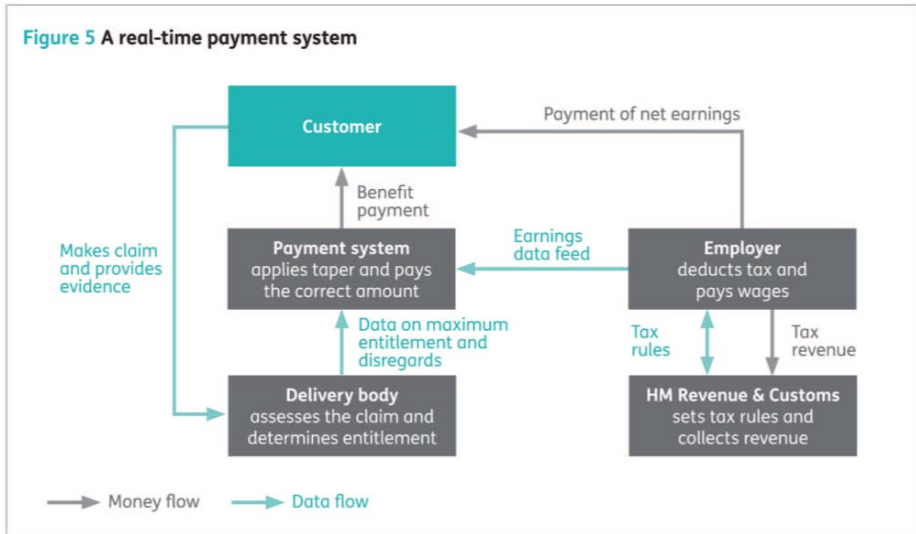 Figure 5 A real-time payment system
Customer
Payment of net earnings
Benefit
payment
Makes claim
and provides
evidence
Payment system
applies taper and pays
the correct amount
Earnings
data feed
Employer
deducts tax and
pays wages
Data on maximum
entitlement and
disregards
Tax
rules
Tax
revenue
Delivery body
assesses the claim and
determines entitlement
HM Revenue & Customs
sets tax rules and
collects revenue
Money flow
Data flow